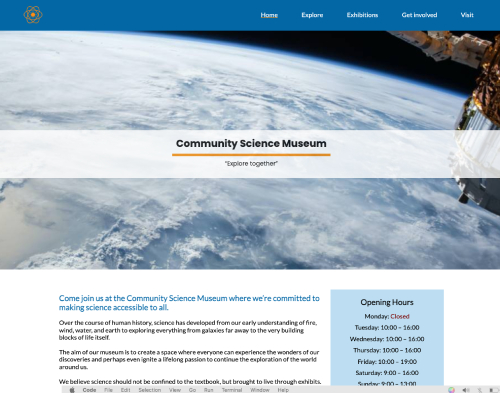 Home Explore Exhibitions Get involved Visit
Community Science Museum
"Explore together"
Come join us at the Community Science Museum where we're committed to
making science accessible to all.
Over the course of human history, science has developed from our early understanding of fire,
wind, water, and earth to exploring everything from galaxies far away to the very building
blocks of life itself.
The aim of our museum is to create a space where everyone can experience the wonders of our
discoveries and perhaps even ignite a lifelong passion to continue the exploration of the world
around us.
We believe science should not be confined to the textbook, but brought to live through exhibits.
Opening Hours
Monday: Closed
Tuesday: 10:00 – 16:00
Wednesday: 10:00 – 16:00
Thursday: 10:00 – 16:00
Friday: 10:00 – 19:00
Saturday: 9:00 – 16:00
Sunday: 9:00 – 13:00
Code File Edit Selection View Go Run Terminal Window Help